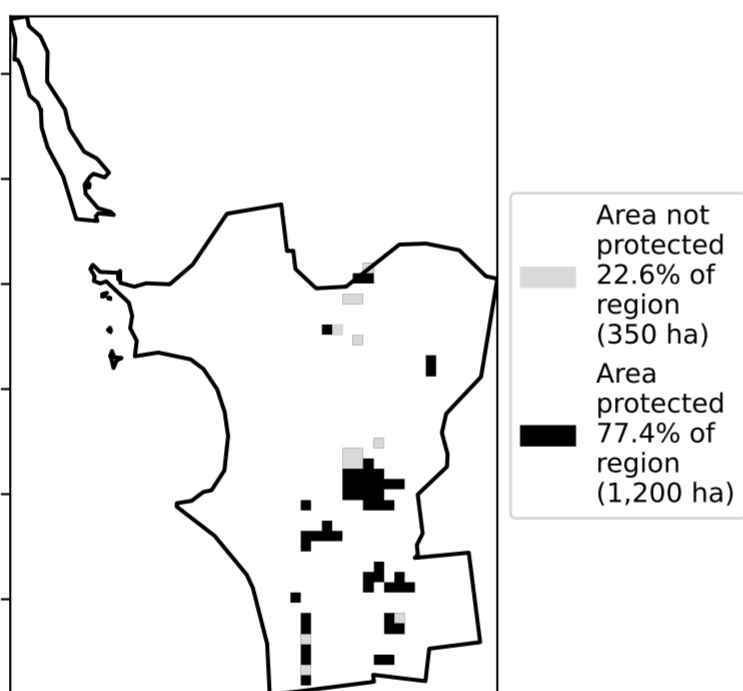 Area not
protected
22.6% of
region
(350 ha)
Area
protected
77.4% of
region
(1,200 ha)